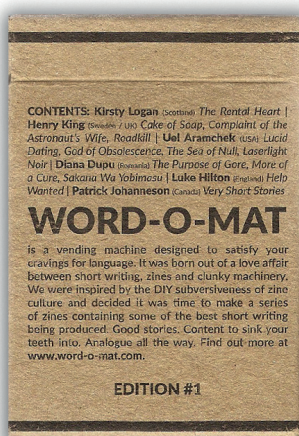 CONTENTS: Kirsty Logan (Scotland) The Rental Heart |
Henry King (Sweden / UK) Cake of Soap, Complaint of the
Astronaut's Wife, Roadkill | Uel Aramchek (USA) Lucid
Dating, God of Obsolescence, The Sea of Null, Laserlight
Noir | Diana Dupu (Romania) The Purpose of Gore, More of
a Cure, Sakana Wa Yobimasu | Luke Hilton (England) Help
Wanted | Patrick Johanneson (Canada) Very Short Stories
WORD-O-MAT
is a vending machine designed to satisfy your
cravings for language. It was born out of a love affair
between short writing, zines and clunky machinery.
We were inspired by the DIY subversiveness of zine
culture and decided it was time to make a series
of zines containing some of the best short writing
being produced. Good stories. Content to sink your
teeth into. Analogue all the way. Find out more at
www.word-o-mat.com.
EDITION #1